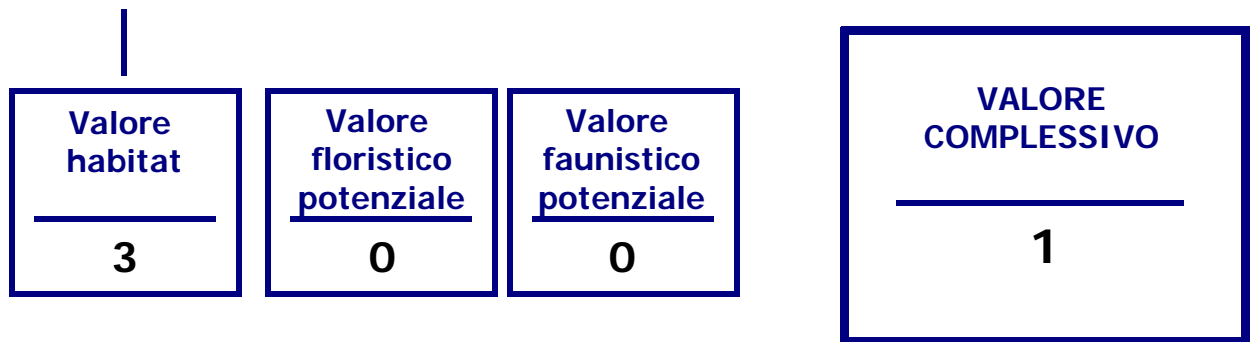 Valore
habitat
3
Valore
floristico
potenziale
0
Valore
faunistico
potenziale
0
VALORE
COMPLESSIVO
1